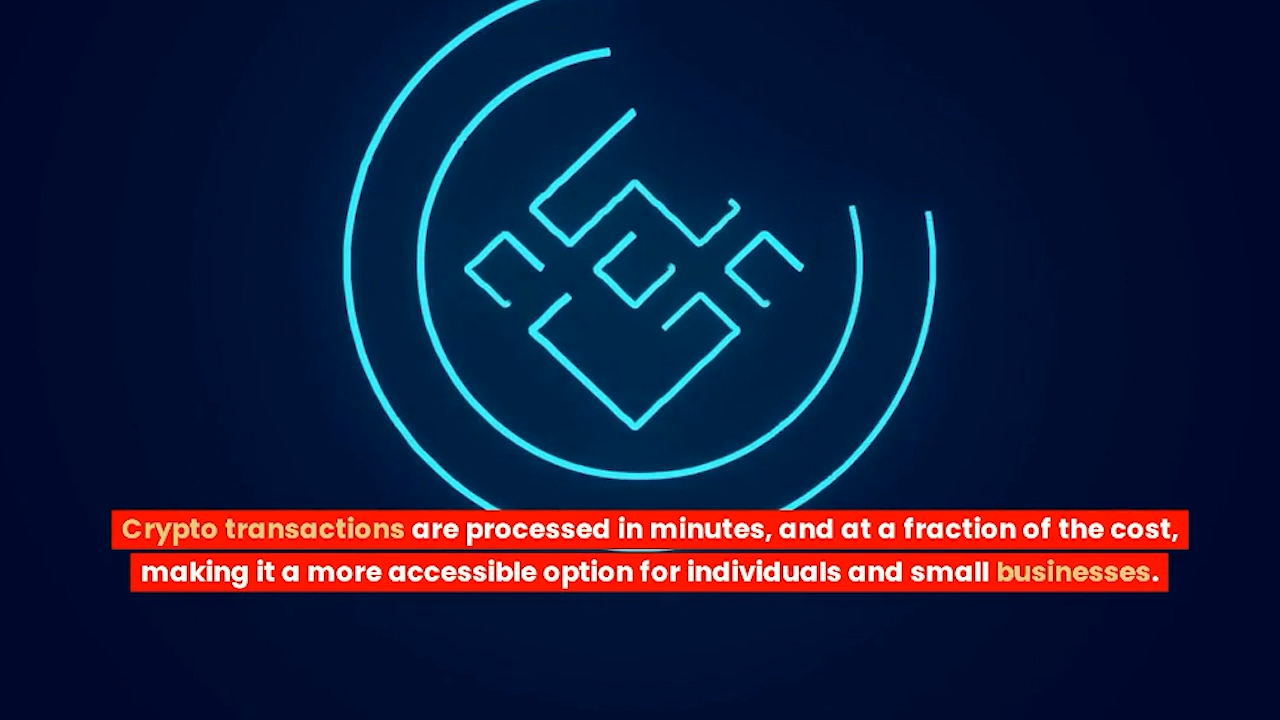 Crypto transactions are processed in minutes, and at a fraction of the cost,
making it a more accessible option for individuals and small businesses.